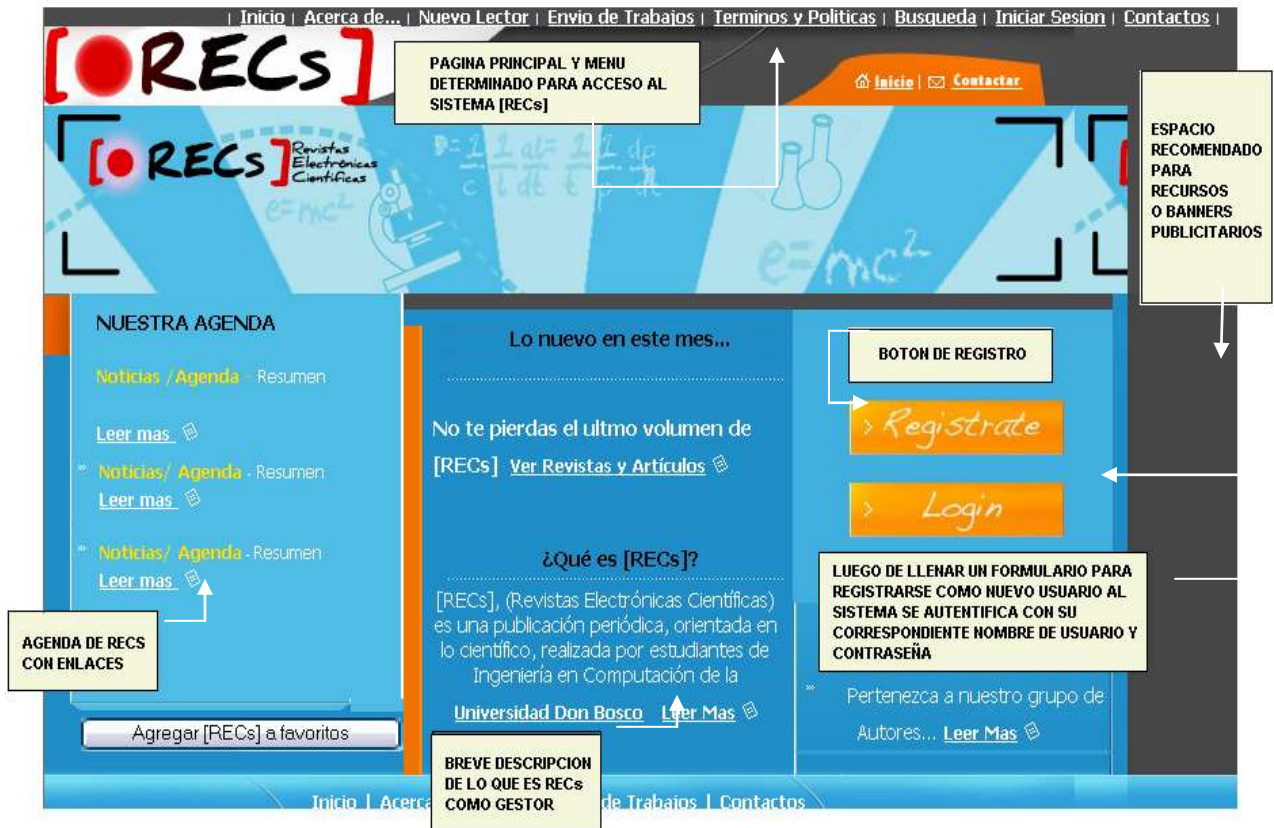 | Inicio | Acerca de... | Nuevo Lector | Envio de Trabajos | Terminos y Politicas | Busqueda | Iniciar Sesion | Contactos |
[RECs]
PAGINA PRINCIPAL Y MENU
DETERMINADO PARA ACCESO AL
SISTEMA [RECs]
Inicio | Contactar
ESPACIO
RECOMENDADO
PARA
RECURSOS
O BANNERS
PUBLICITARIOS
[RECs]
Revistas
Electrónicas
Científicas
e=mc²
e=mc²
NUESTRA AGENDA
Noticias /Agenda - Resumen
Leer mas
Noticias/ Agenda - Resumen
Leer mas
Noticias/ Agenda - Resumen
Leer mas
AGENDA DE RECS
CON ENLACES
Agregar [RECs] a favoritos
Lo nuevo en este mes...
No te pierdas el ultmo volumen de
[RECs] Ver Revistas y Artículos
¿Qué es [RECs]?
[RECs], (Revistas Electrónicas Científicas)
es una publicación periódica, orientada en
lo científico, realizada por estudiantes de
Ingeniería en Computación de la
Universidad Don Bosco Leer Mas
BREVE DESCRIPCION
DE LO QUE ES RECs
COMO GESTOR
BOTON DE REGISTRO
> Registrate
> Login
LUEGO DE LLENAR UN FORMULARIO PARA
REGISTRARSE COMO NUEVO USUARIO AL
SISTEMA SE AUTENTIFICA CON SU
CORRESPONDIENTE NOMBRE DE USUARIO Y
CONTRASEÑA
Pertenezca a nuestro grupo de
Autores... Leer Mas
Inicio | Acerc de Trabajos | Contactos